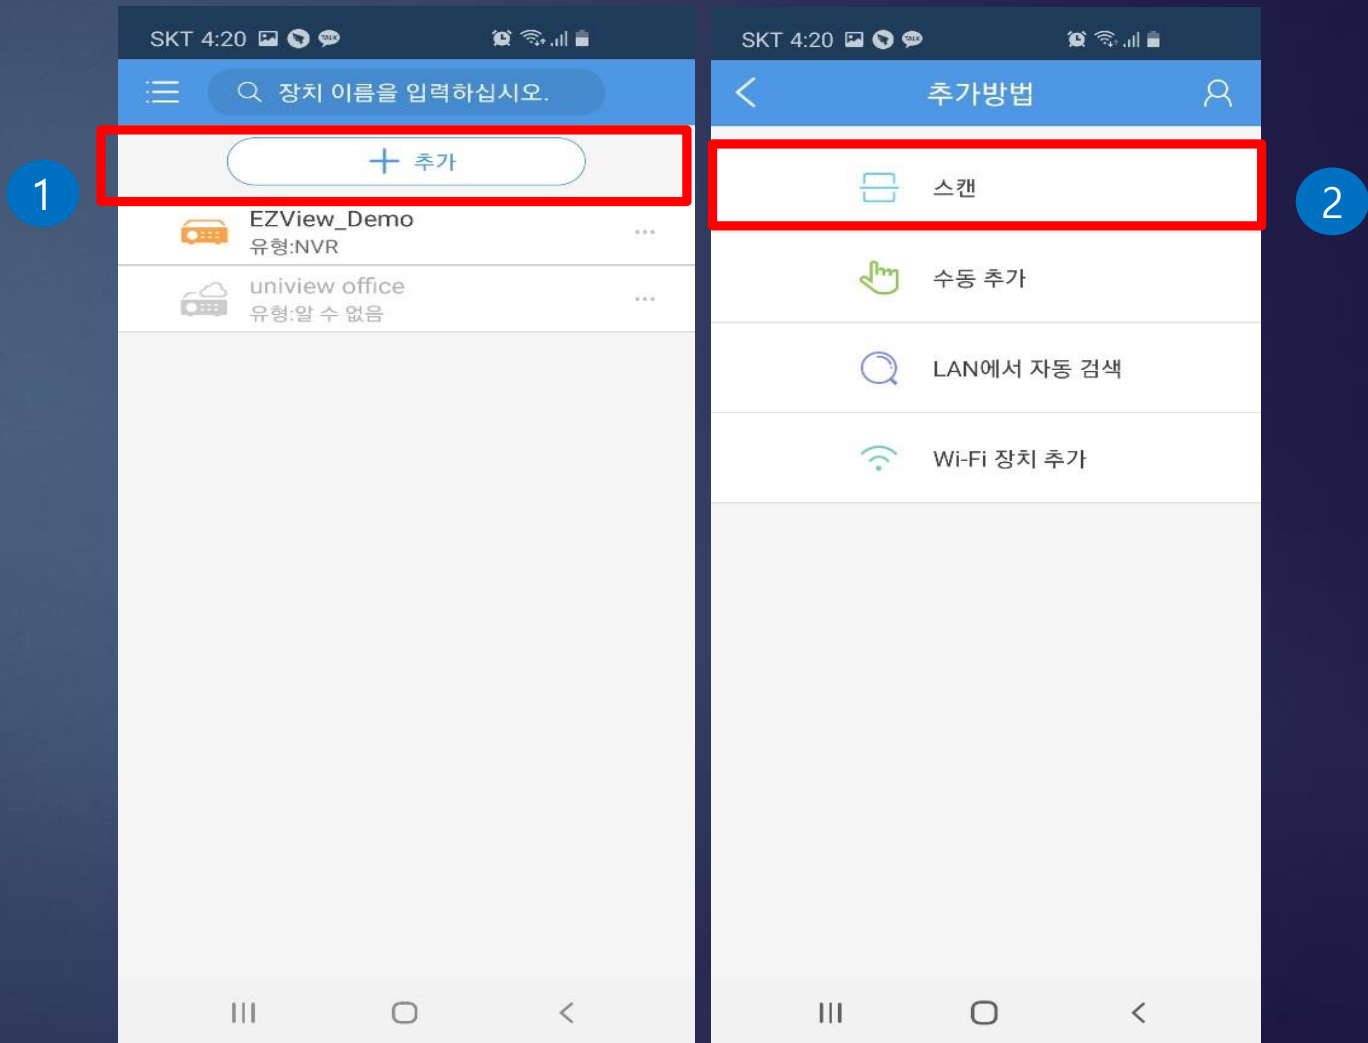 SKT 4:20
장치 이름을 입력하십시오.
추가
1
EZView_Demo
유형:NVR
uniview office
유형:알 수 없음
SKT 4:20
추가방법
스캔
2
수동 추가
LAN에서 자동 검색
Wi-Fi 장치 추가